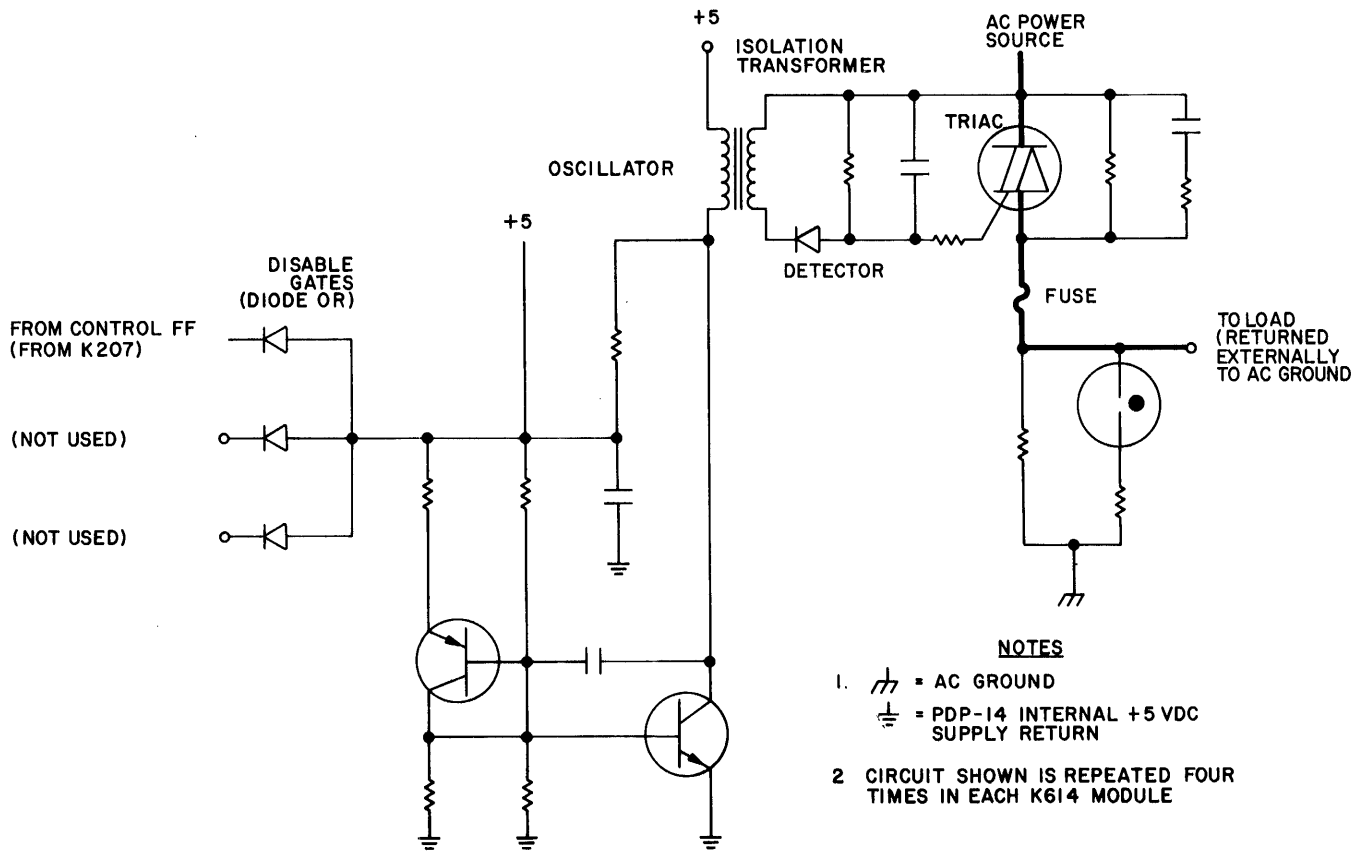 +5
ISOLATION
TRANSFORMER
AC POWER
SOURCE
TRIAC
OSCILLATOR
+5
DETECTOR
DISABLE
GATES
(DIODE OR)
FUSE
FROM CONTROL FF
(FROM K207)
TO LOAD
(RETURNED
EXTERNALLY
TO AC GROUND
(NOT USED)
(NOT USED)
NOTES
1. = AC GROUND
= PDP-14 INTERNAL +5 VDC
SUPPLY RETURN
2 CIRCUIT SHOWN IS REPEATED FOUR
TIMES IN EACH K614 MODULE